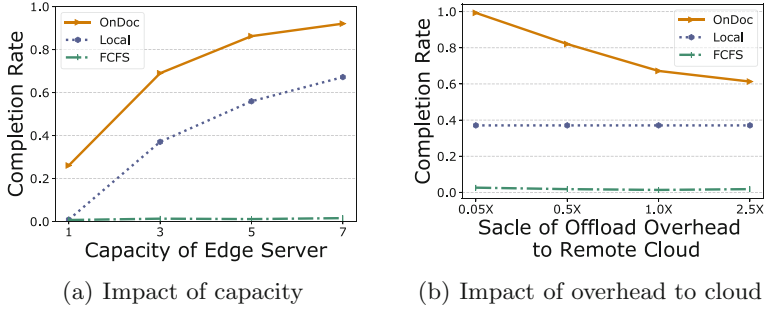 1.0
0.8
0.6
0.4
0.2
0.0
Completion Rate
OnDoc
Local
FCFS
1 3 5 7
Capacity of Edge Server
(a) Impact of capacity
1.0
0.8
0.6
0.4
0.2
0.0
Completion Rate
OnDoc
Local
FCFS
0.05X 0.5X 1.0X 2.5X
Sacle of Offload Overhead
to Remote Cloud
(b) Impact of overhead to cloud